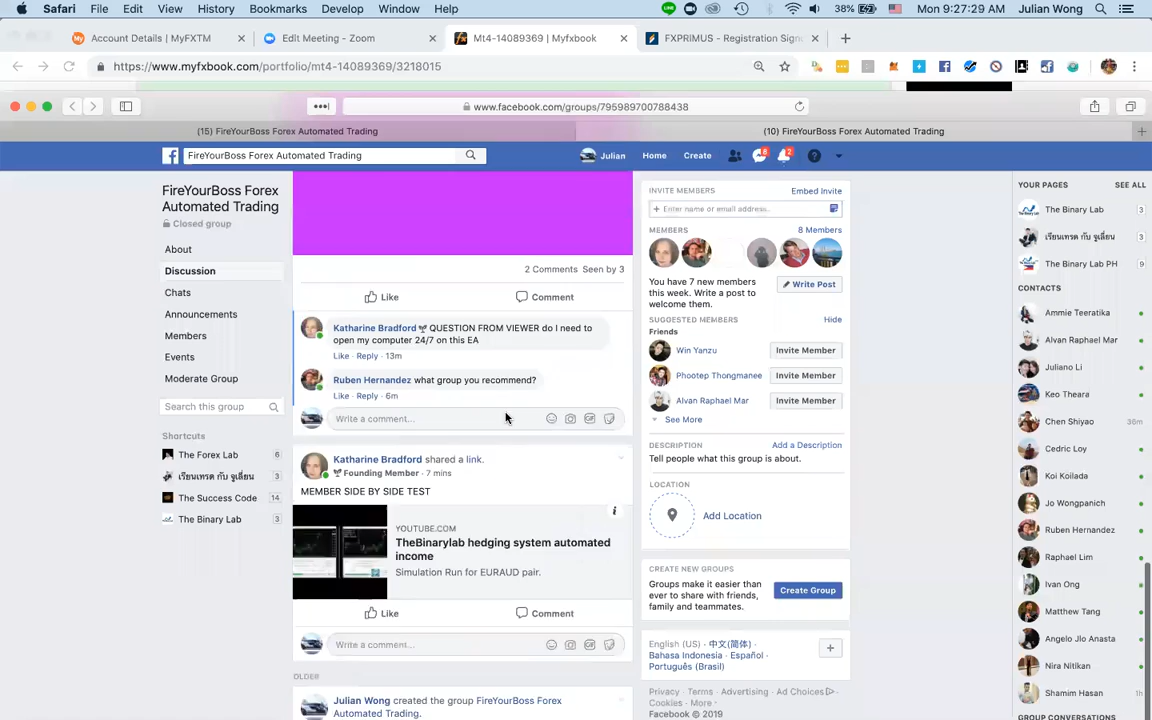 Safari File Edit View History Bookmarks Develop Window Help 38% Mon 9:27:29 AM Julian Wong
Account Details | MyFXTM
Edit Meeting - Zoom
Mt4-14089369 | Myfxbook
FXPRIMUS - Registration Sign
https://www.myfxbook.com/portfolio/mt4-14089369/3218015
www.facebook.com/groups/795989700788438
(15) FireYourBoss Forex Automated Trading
(10) FireYourBoss Forex Automated Trading
FireYourBoss Forex Automated Trading
Julian Home Create 8 2
FireYourBoss Forex
Automated Trading
Closed group
About
Discussion
Chats
Announcements
Members
Events
Moderate Group
Search this group
Shortcuts
The Forex Lab 6
เรียนเทรด กับ จูเลี่ยน 3
The Success Code 14
The Binary Lab 3
2 Comments Seen by 3
Like Comment
Katharine Bradford QUESTION FROM VIEWER do I need to
open my computer 24/7 on this EA
Like · Reply · 13m
Ruben Hernandez what group you recommend?
Like · Reply · 6m
Write a comment...
Katharine Bradford shared a link.
Founding Member · 7 mins
MEMBER SIDE BY SIDE TEST
YOUTUBE.COM
TheBinarylab hedging system automated
income
Simulation Run for EURAUD pair.
Like Comment
Write a comment...
OLDER
Julian Wong created the group FireYourBoss Forex
Automated Trading.
INVITE MEMBERS Embed Invite
+ Enter name or email address..
MEMBERS 8 Members
You have 7 new members
this week. Write a post to
welcome them.
Write Post
SUGGESTED MEMBERS Hide
Friends
Win Yanzu Invite Member
Phootep Thongmanee Invite Member
Alvan Raphael Mar Invite Member
See More
DESCRIPTION Add a Description
Tell people what this group is about.
LOCATION
Add Location
CREATE NEW GROUPS
Groups make it easier than
ever to share with friends,
family and teammates.
Create Group
English (US) · 中文(简体) ·
Bahasa Indonesia · Español ·
Português (Brasil)
Privacy · Terms · Advertising · Ad Choices ·
Cookies · More
Facebook © 2019
YOUR PAGES SEE ALL
The Binary Lab 3
เรียนเทรด กับ จูเลี่ยน 3
The Binary Lab PH 9
CONTACTS
Ammie Teeratika
Alvan Raphael Mar
Juliano Li
Keo Theara
Chen Shiyao 36m
Cedric Loy
Koi Koilada
Jo Wongpanich
Ruben Hernandez
Raphael Lim
Ivan Ong
Matthew Tang
Angelo Jlo Anasta
Nira Nitikan
Shamim Hasan 1h
GROUP CONVERSATIONS